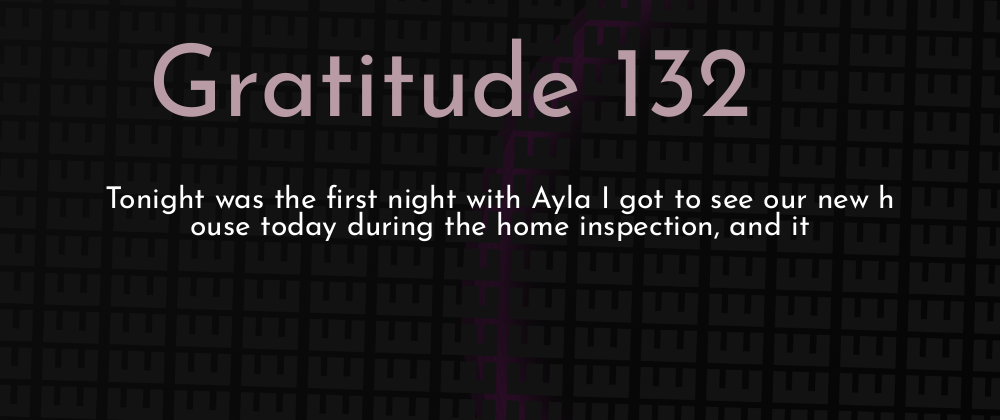 Gratitude 132
Tonight was the first night with Ayla I got to see our new h
ouse today during the home inspection, and it